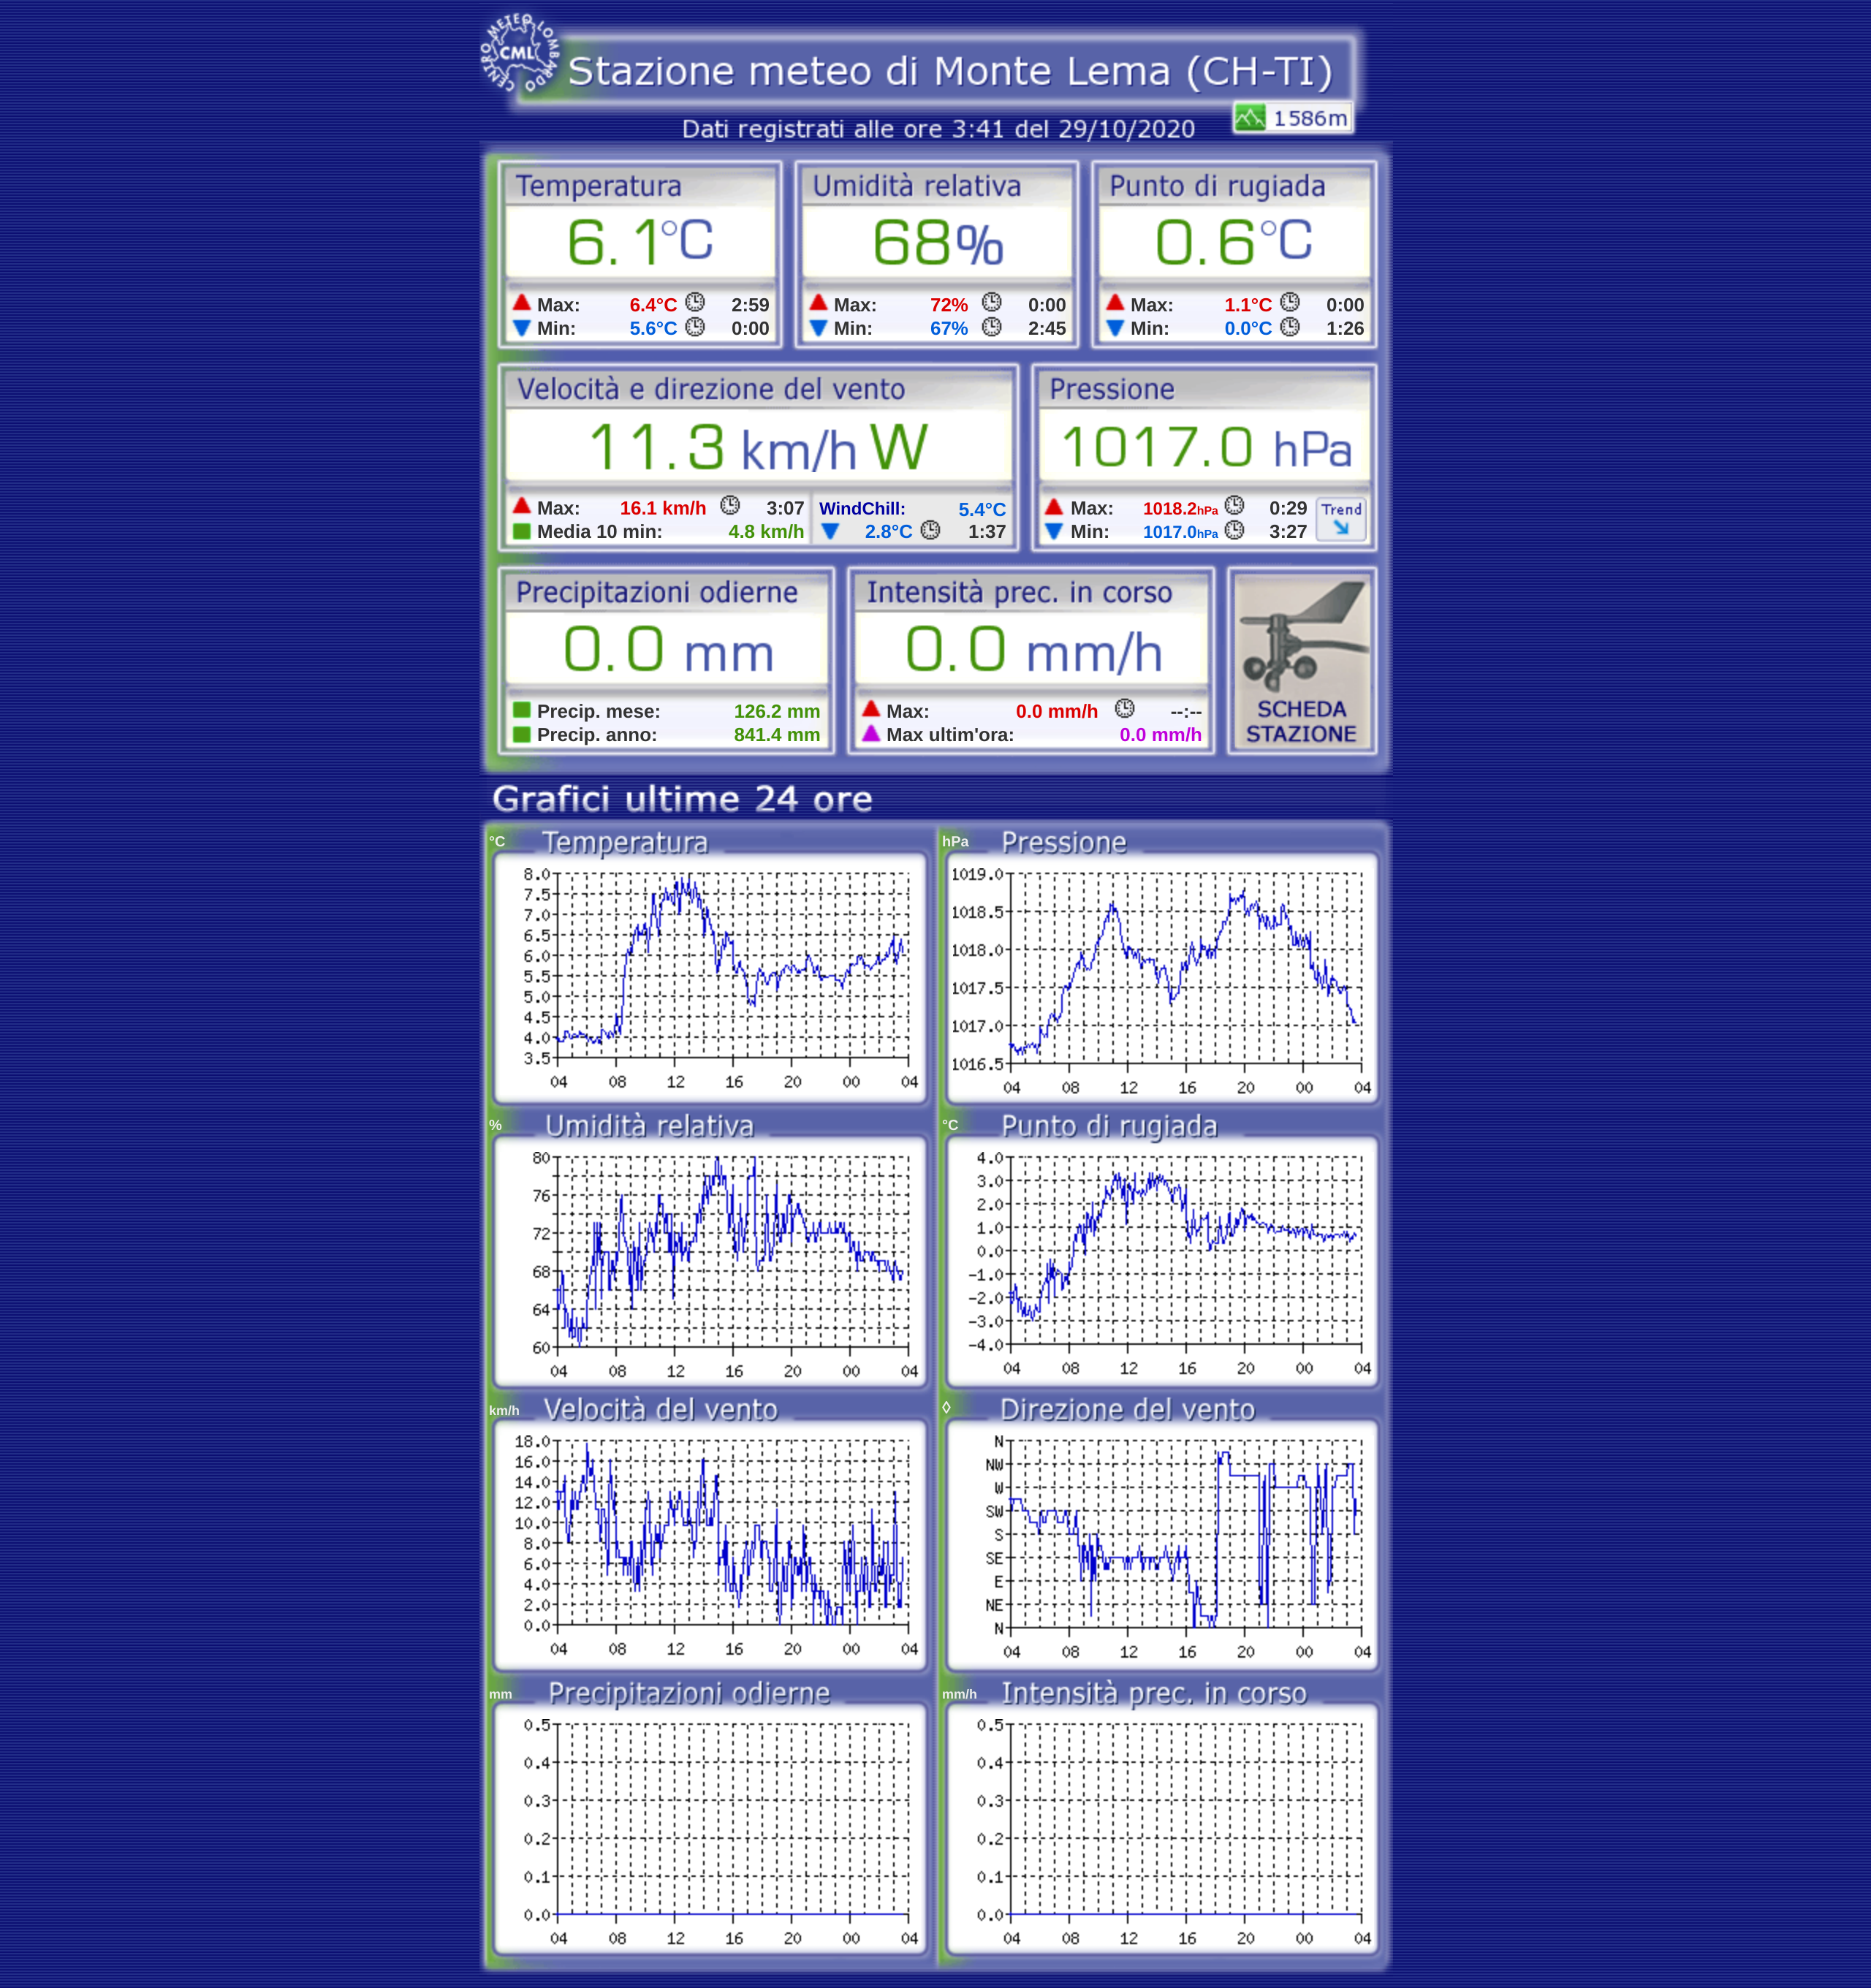 CENTRO METEO LOMBARDO
CML
Stazione meteo di Monte Lema (CH-TI)
1586m
Dati registrati alle ore 3:41 del 29/10/2020
Temperatura
6.1°C
Max: 6.4°C 2:59
Min: 5.6°C 0:00
Umidità relativa
68%
Max: 72% 0:00
Min: 67% 2:45
Punto di rugiada
0.6°C
Max: 1.1°C 0:00
Min: 0.0°C 1:26
Velocità e direzione del vento
11.3 km/h W
Max: 16.1 km/h 3:07
Media 10 min: 4.8 km/h
WindChill: 5.4°C
2.8°C 1:37
Pressione
1017.0 hPa
Max: 1018.2hPa 0:29
Min: 1017.0hPa 3:27
Trend
Precipitazioni odierne
0.0 mm
Precip. mese: 126.2 mm
Precip. anno: 841.4 mm
Intensità prec. in corso
0.0 mm/h
Max: 0.0 mm/h --:--
Max ultim'ora: 0.0 mm/h
SCHEDA
STAZIONE
Grafici ultime 24 ore
°C Temperatura
8.0
7.5
7.0
6.5
6.0
5.5
5.0
4.5
4.0
3.5
04 08 12 16 20 00 04
hPa Pressione
1019.0
1018.5
1018.0
1017.5
1017.0
1016.5
04 08 12 16 20 00 04
% Umidità relativa
80
76
72
68
64
60
04 08 12 16 20 00 04
°C Punto di rugiada
4.0
3.0
2.0
1.0
0.0
-1.0
-2.0
-3.0
-4.0
04 08 12 16 20 00 04
km/h Velocità del vento
18.0
16.0
14.0
12.0
10.0
8.0
6.0
4.0
2.0
0.0
04 08 12 16 20 00 04
◊ Direzione del vento
N
NW
W
SW
S
SE
E
NE
N
04 08 12 16 20 00 04
mm Precipitazioni odierne
0.5
0.4
0.3
0.2
0.1
0.0
04 08 12 16 20 00 04
mm/h Intensità prec. in corso
0.5
0.4
0.3
0.2
0.1
0.0
04 08 12 16 20 00 04